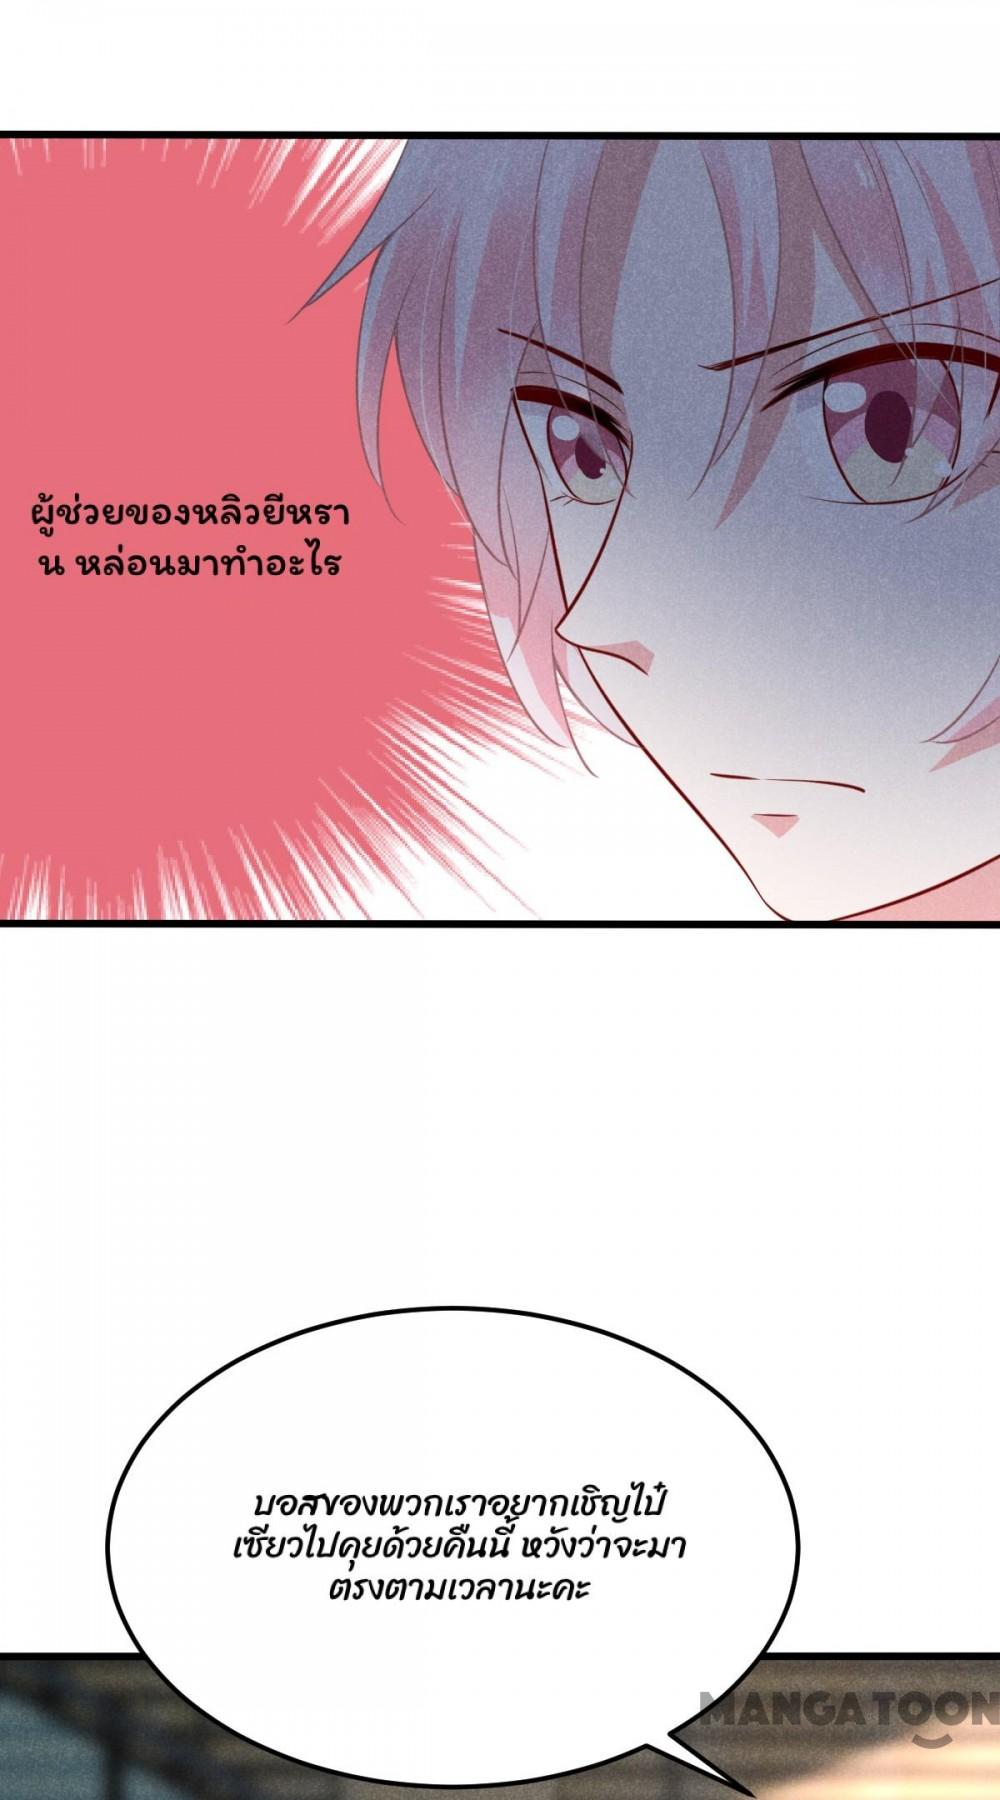 ผู้ช่วยของหลิวยีหรา
น หล่อนมาทำอะไร
บอสของพวกเราอยากเชิญไป๋
เซียวไปคุยด้วยคืนนี้ หวังว่าจะมา
ตรงตามเวลานะคะ
MANGATOON